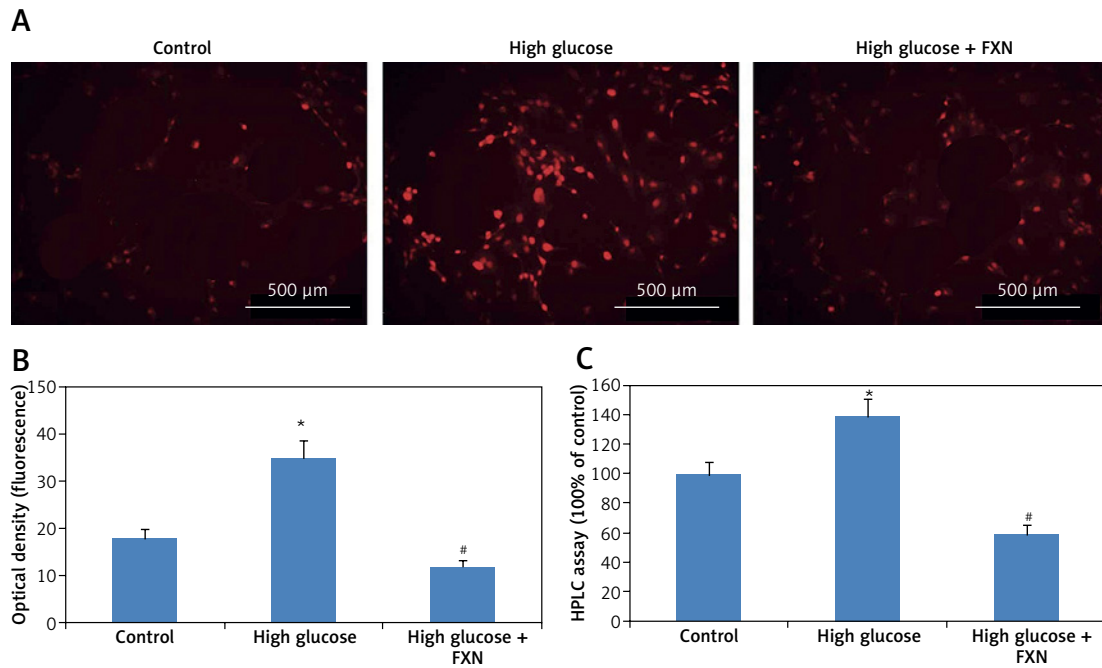 A
Control
High glucose
High glucose + FXN
500 µm
500 µm
500 µm
B
Optical density (fluorescence)
150
40
30
20
10
0
*
#
Control
High glucose
High glucose +
FXN
C
HPLC assay (100% of control)
160
140
120
100
80
60
40
20
0
*
#
Control
High glucose
High glucose +
FXN